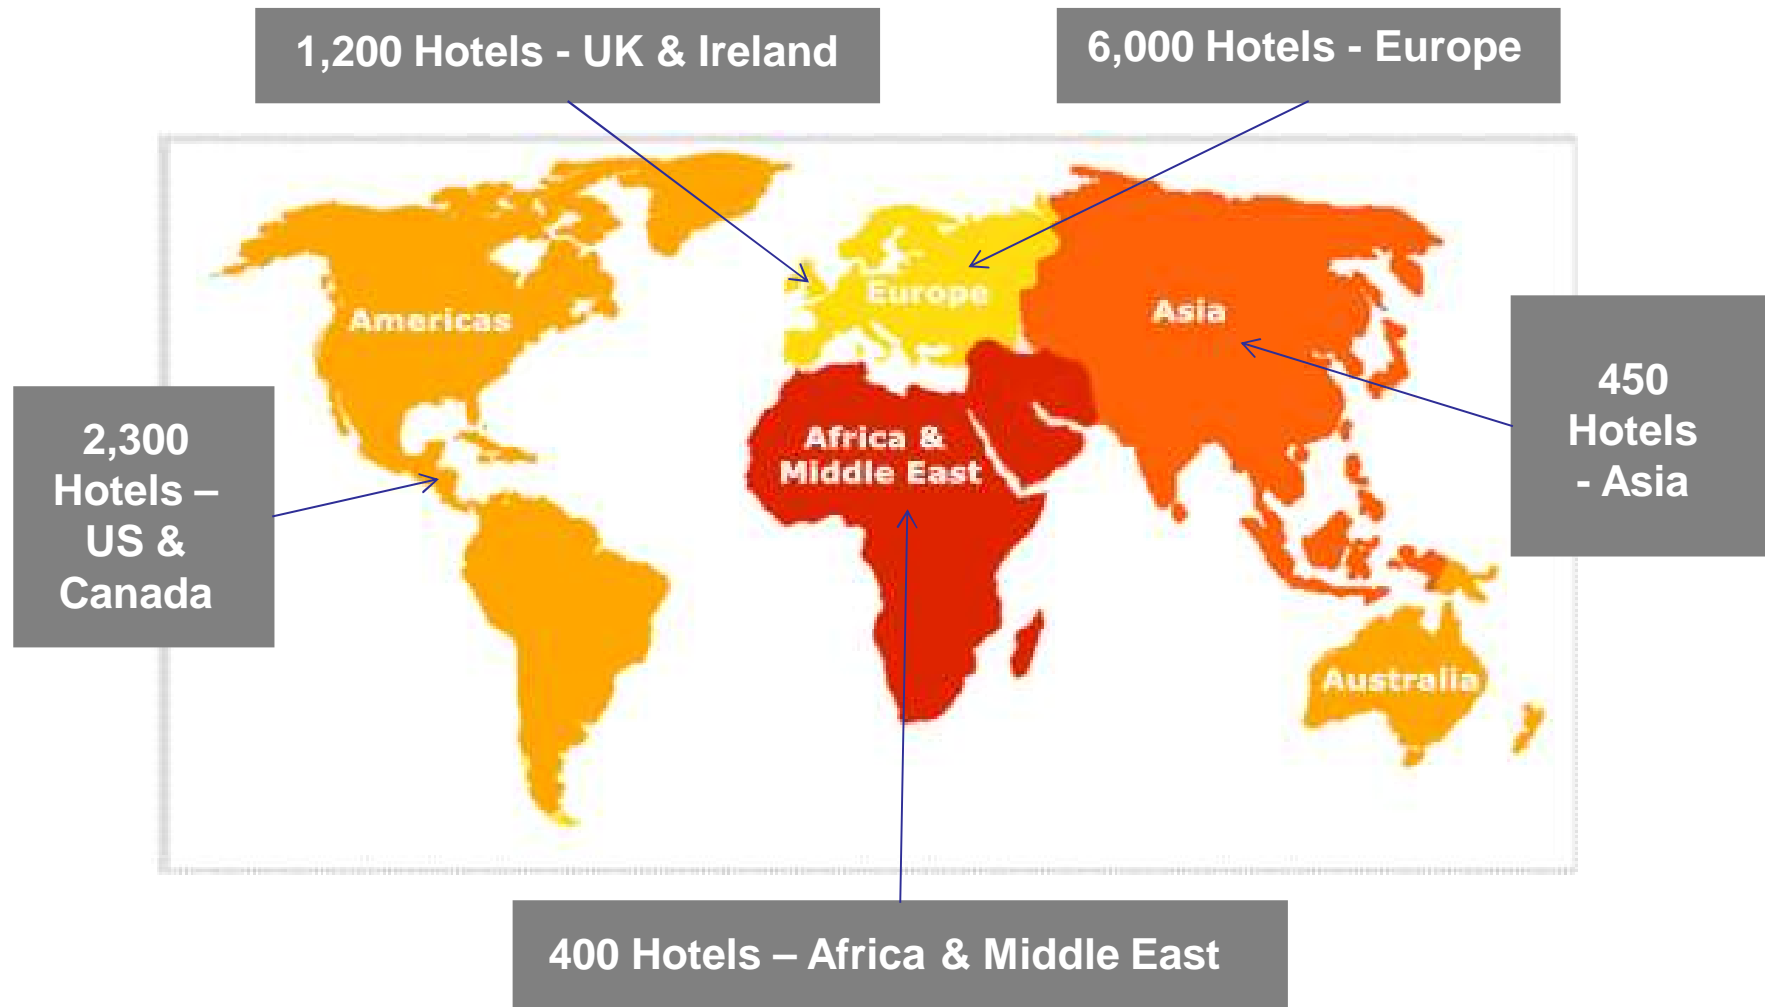 1,200 Hotels - UK & Ireland
6,000 Hotels - Europe
Americas
Europe
Asia
2,300
Hotels –
US &
Canada
Africa &
Middle East
450
Hotels
- Asia
Australia
400 Hotels – Africa & Middle East